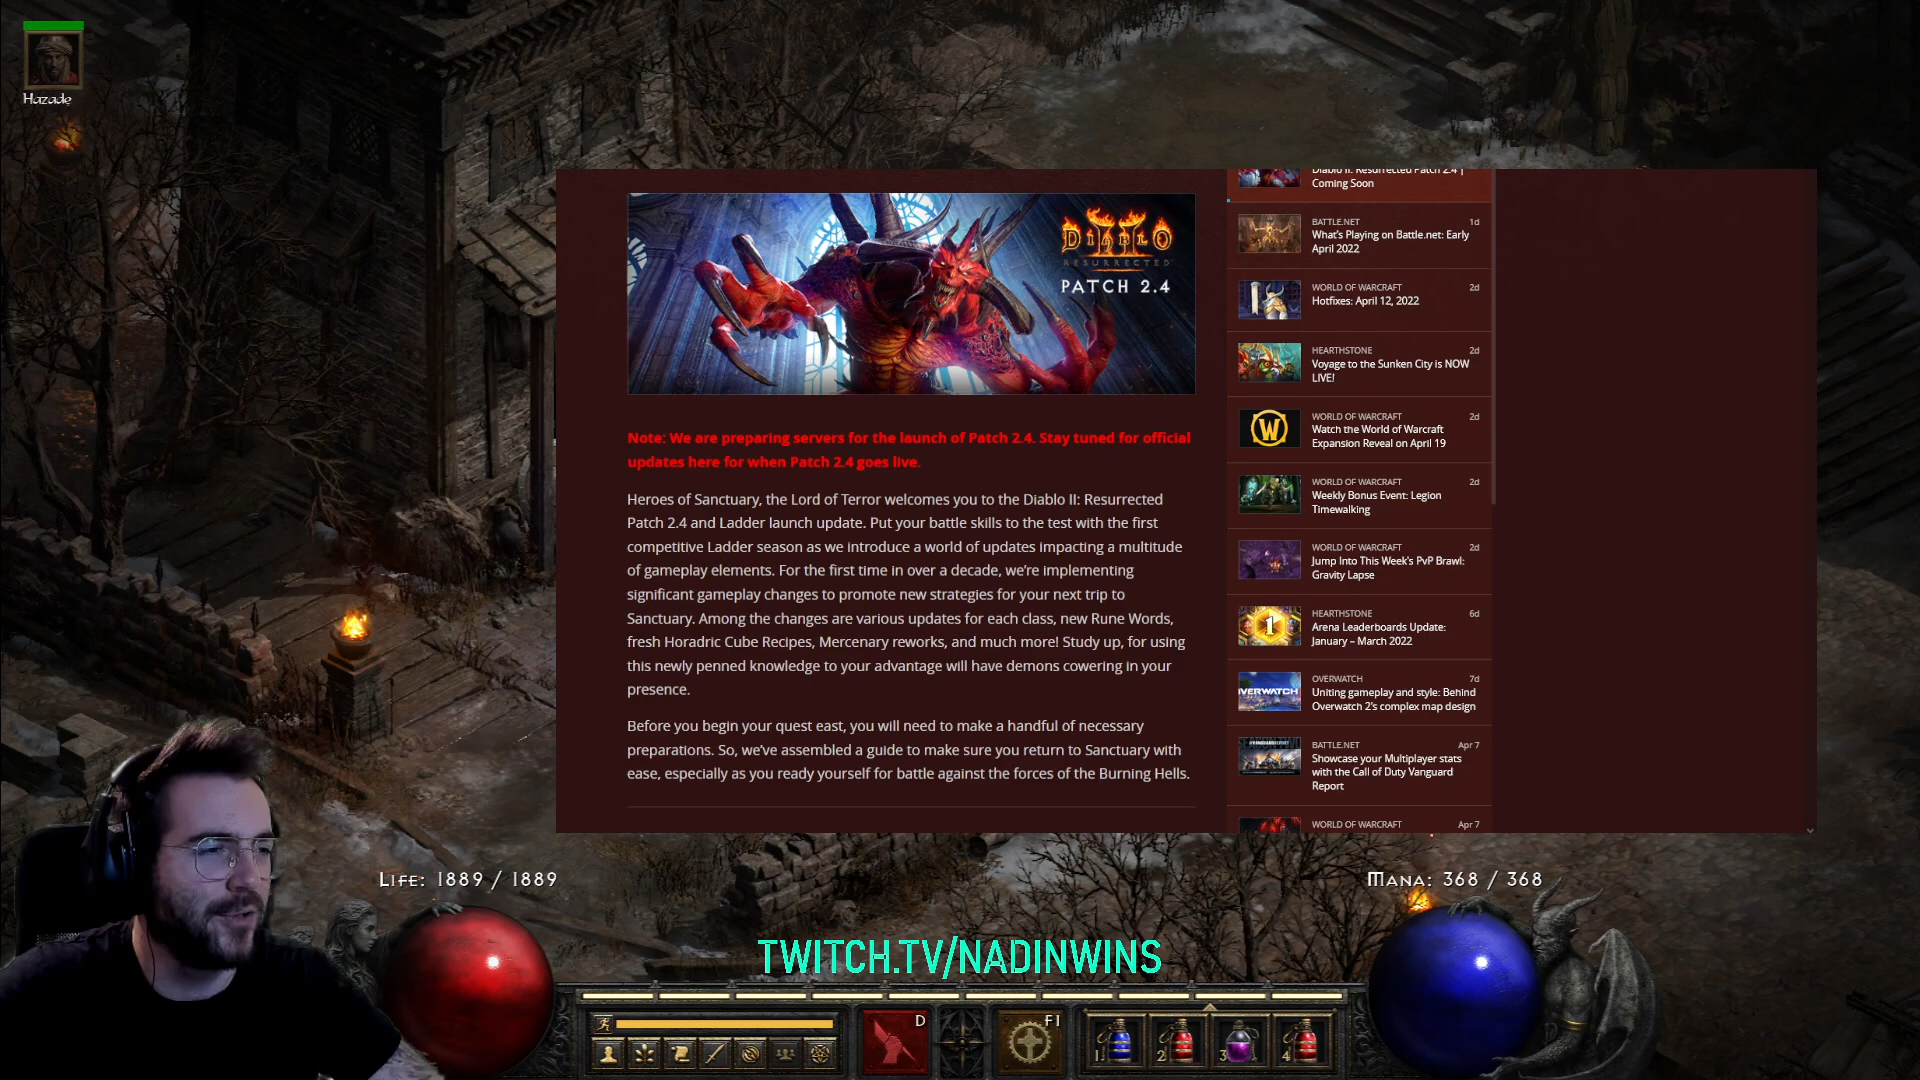 Hazade
DIABLO
RESURRECTED
PATCH 2.4
Note: We are preparing servers for the launch of Patch 2.4. Stay tuned for official
updates here for when Patch 2.4 goes live.
Heroes of Sanctuary, the Lord of Terror welcomes you to the Diablo II: Resurrected
Patch 2.4 and Ladder launch update. Put your battle skills to the test with the first
competitive Ladder season as we introduce a world of updates impacting a multitude
of gameplay elements. For the first time in over a decade, we’re implementing
significant gameplay changes to promote new strategies for your next trip to
Sanctuary. Among the changes are various updates for each class, new Rune Words,
fresh Horadric Cube Recipes, Mercenary reworks, and much more! Study up, for using
this newly penned knowledge to your advantage will have demons cowering in your
presence.
Before you begin your quest east, you will need to make a handful of necessary
preparations. So, we’ve assembled a guide to make sure you return to Sanctuary with
ease, especially as you ready yourself for battle against the forces of the Burning Hells.
Diablo II: Resurrected Patch 2.4 |
Coming Soon
BATTLE.NET 1d
What’s Playing on Battle.net: Early
April 2022
WORLD OF WARCRAFT 2d
Hotfixes: April 12, 2022
HEARTHSTONE 2d
Voyage to the Sunken City is NOW
LIVE!
WORLD OF WARCRAFT 2d
Watch the World of Warcraft
Expansion Reveal on April 19
WORLD OF WARCRAFT 2d
Weekly Bonus Event: Legion
Timewalking
WORLD OF WARCRAFT 2d
Jump Into This Week’s PvP Brawl:
Gravity Lapse
HEARTHSTONE 6d
Arena Leaderboards Update:
January – March 2022
OVERWATCH 7d
Uniting gameplay and style: Behind
Overwatch 2’s complex map design
BATTLE.NET Apr 7
Showcase your Multiplayer stats
with the Call of Duty Vanguard
Report
WORLD OF WARCRAFT Apr 7
W
1
VERWATCH
Life: 1889 / 1889
Mana: 368 / 368
TWITCH.TV/NADINWINS
D
F1
1 2 3 4